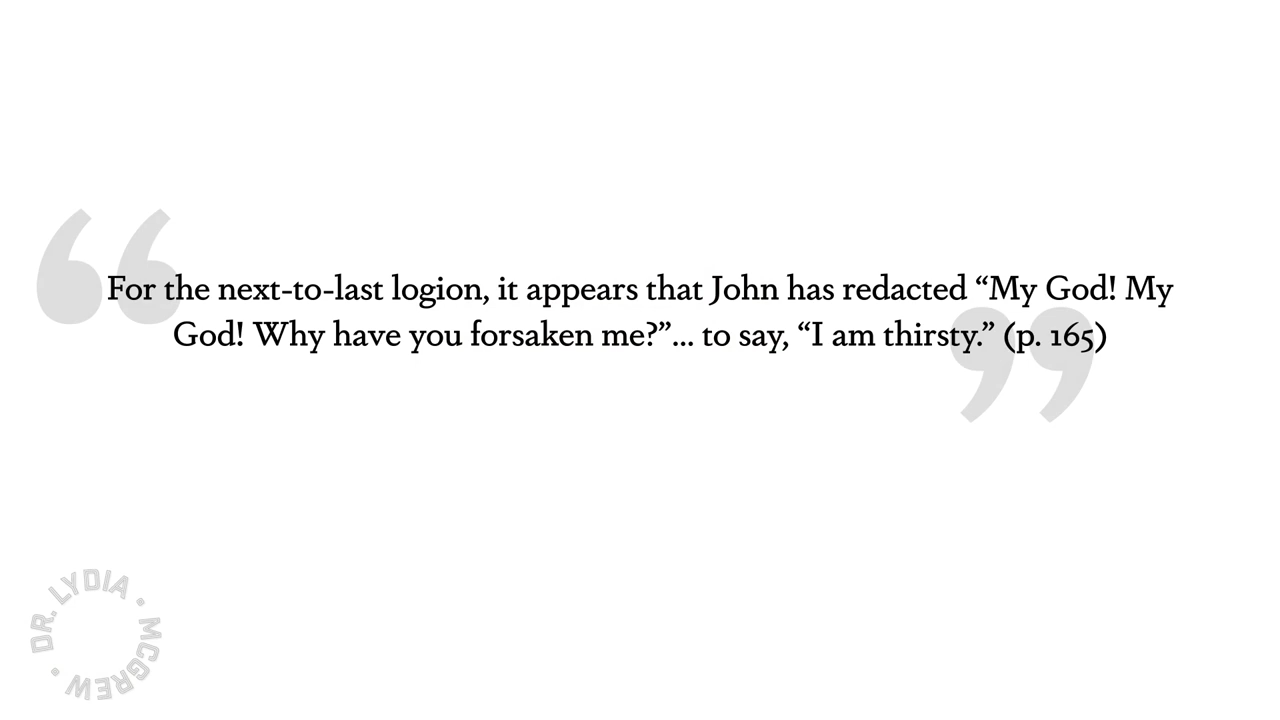 For the next-to-last logion, it appears that John has redacted “My God! My
God! Why have you forsaken me?”... to say, “I am thirsty.” (p. 165)
DR. LYDIA • MCGREW •